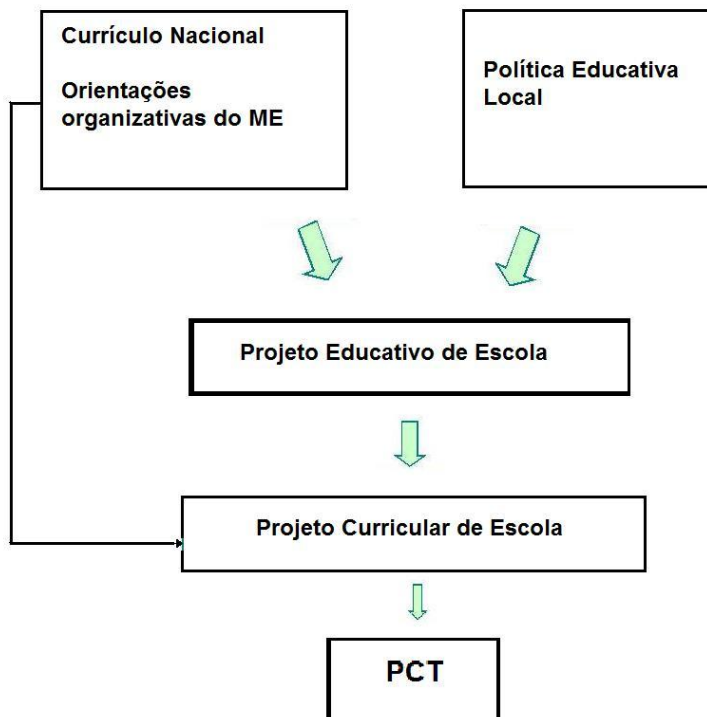 Currículo Nacional
Orientações
organizativas do ME
Política Educativa
Local
Projeto Educativo de Escola
Projeto Curricular de Escola
PCT